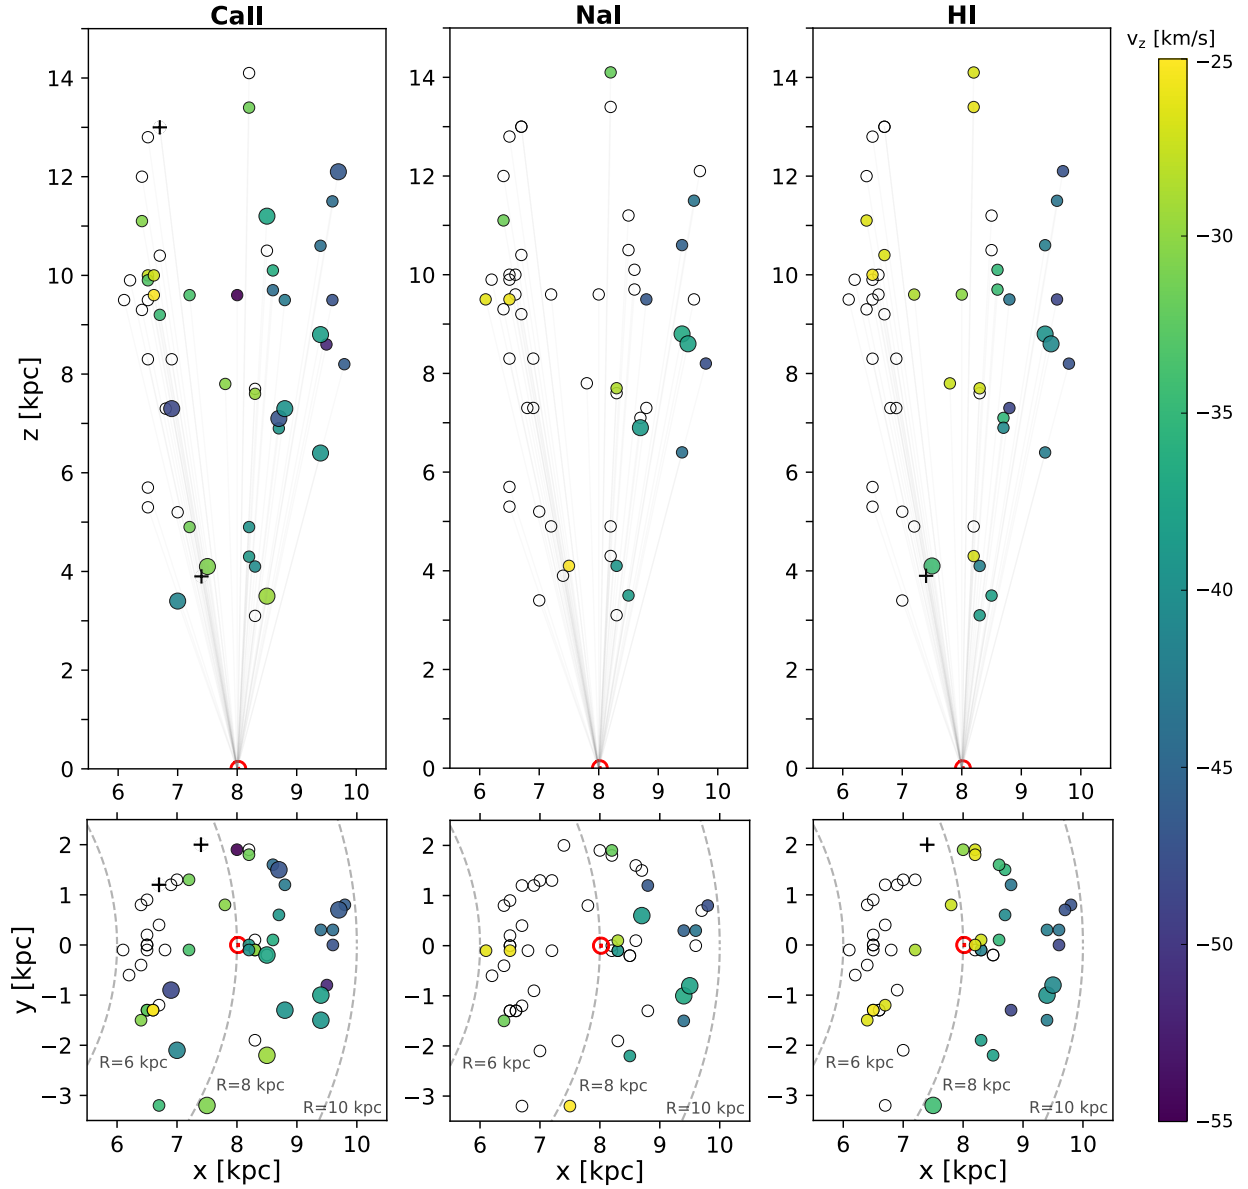 CaII NaI HI
v_z [km/s]
14 14 14 −25
12 12 12
−30
10 10 10
z [kpc]
8 8 8 −35
6 6 6
−40
4 4 4
2 2 2 −45
0 0 0
6 7 8 9 10 6 7 8 9 10 6 7 8 9 10
2 2 2
1 1 1
y [kpc]
0 0 0 −50
−1 −1 −1
−2 −2 −2
R=6 kpc R=6 kpc R=6 kpc
R=8 kpc R=8 kpc R=8 kpc
−3 −3 −3
R=10 kpc R=10 kpc R=10 kpc
−55
6 7 8 9 10 6 7 8 9 10 6 7 8 9 10
x [kpc] x [kpc] x [kpc]